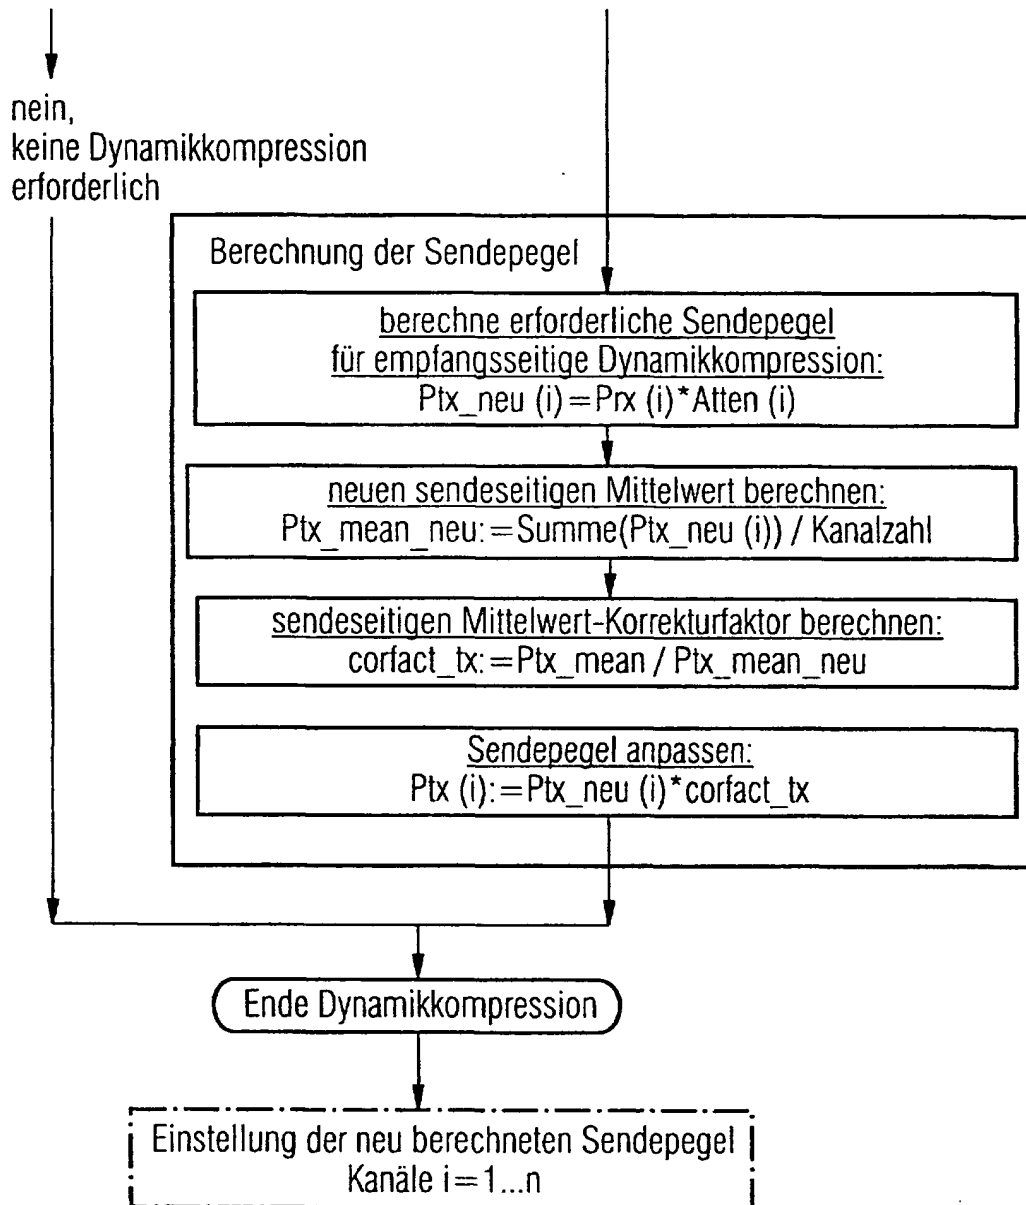 nein,
keine Dynamikkompression
erforderlich
Berechnung der Sendepegel
berechne erforderliche Sendepegel
für empfangsseitige Dynamikkompression:
Ptx_neu (i)=Prx (i)*Atten (i)
neuen sendeseitigen Mittelwert berechnen:
Ptx_mean_neu:=Summe(Ptx_neu (i)) / Kanalzahl
sendeseitigen Mittelwert-Korrekturfaktor berechnen:
corfact_tx:=Ptx_mean / Ptx_mean_neu
Sendepegel anpassen:
Ptx (i):=Ptx_neu (i)*corfact_tx
Ende Dynamikkompression
Einstellung der neu berechneten Sendepegel
Kanäle i=1...n